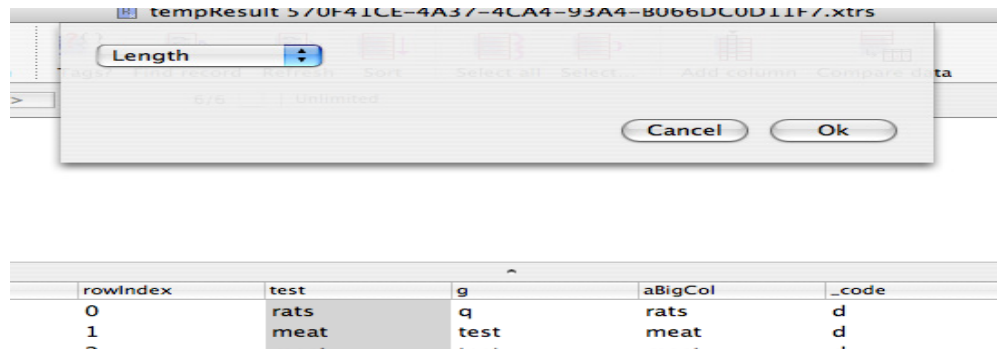 tempResult 570F41CE-4A37-4CA4-93A4-B066DC0D11F7.xtrs
Length
Tags? Find record Refresh Sort Select all Select... Add column Compare data
> 6/6 Unlimited
Cancel Ok
rowIndex test g aBigCol _code
0 rats q rats d
1 meat test meat d